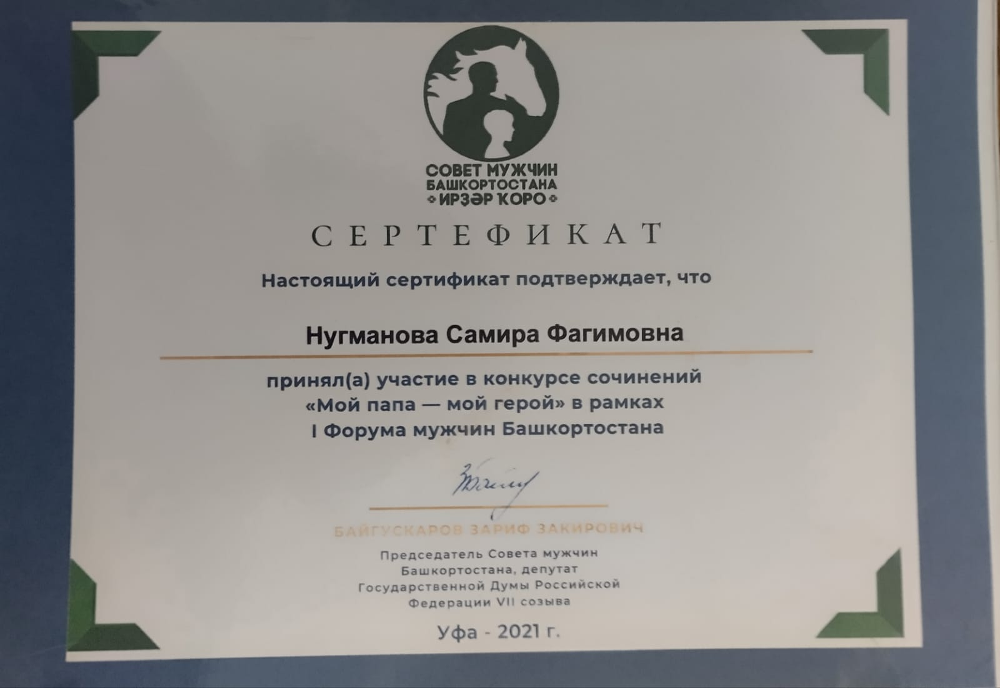 СОВЕТ МУЖЧИН
БАШКОРТОСТАНА
ИРҘӘР ҠОРО
СЕРТЕФИКАТ
Настоящий сертификат подтверждает, что
Нугманова Самира Фагимовна
принял(а) участие в конкурсе сочинений
«Мой папа — мой герой» в рамках
I Форума мужчин Башкортостана
БАЙГУСКАРОВ ЗАРИФ ЗАКИРОВИЧ
Председатель Совета мужчин
Башкортостана, депутат
Государственной Думы Российской
Федерации VII созыва
Уфа - 2021 г.